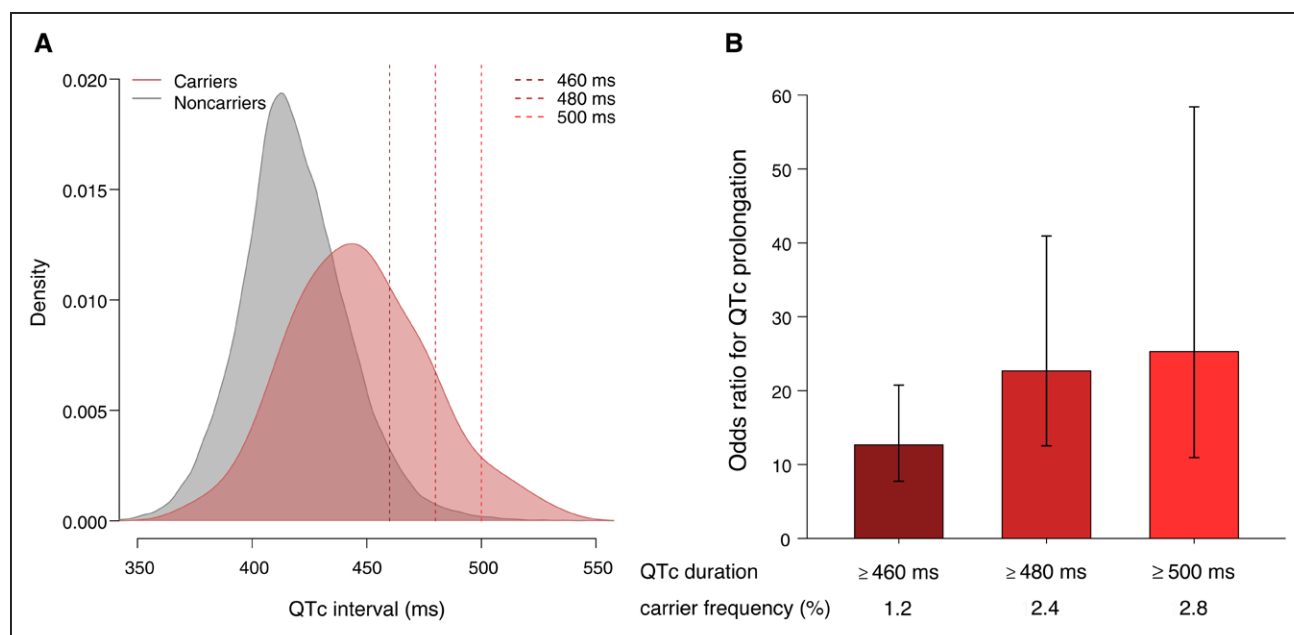 A
0.020
0.015
0.010
0.005
0.000
Density
Carriers
Noncarriers
460 ms
480 ms
500 ms
350 400 450 500 550
QTc interval (ms)
B
60
50
40
30
20
10
0
Odds ratio for QTc prolongation
QTc duration ≥460 ms ≥480 ms ≥500 ms
carrier frequency (%) 1.2 2.4 2.8